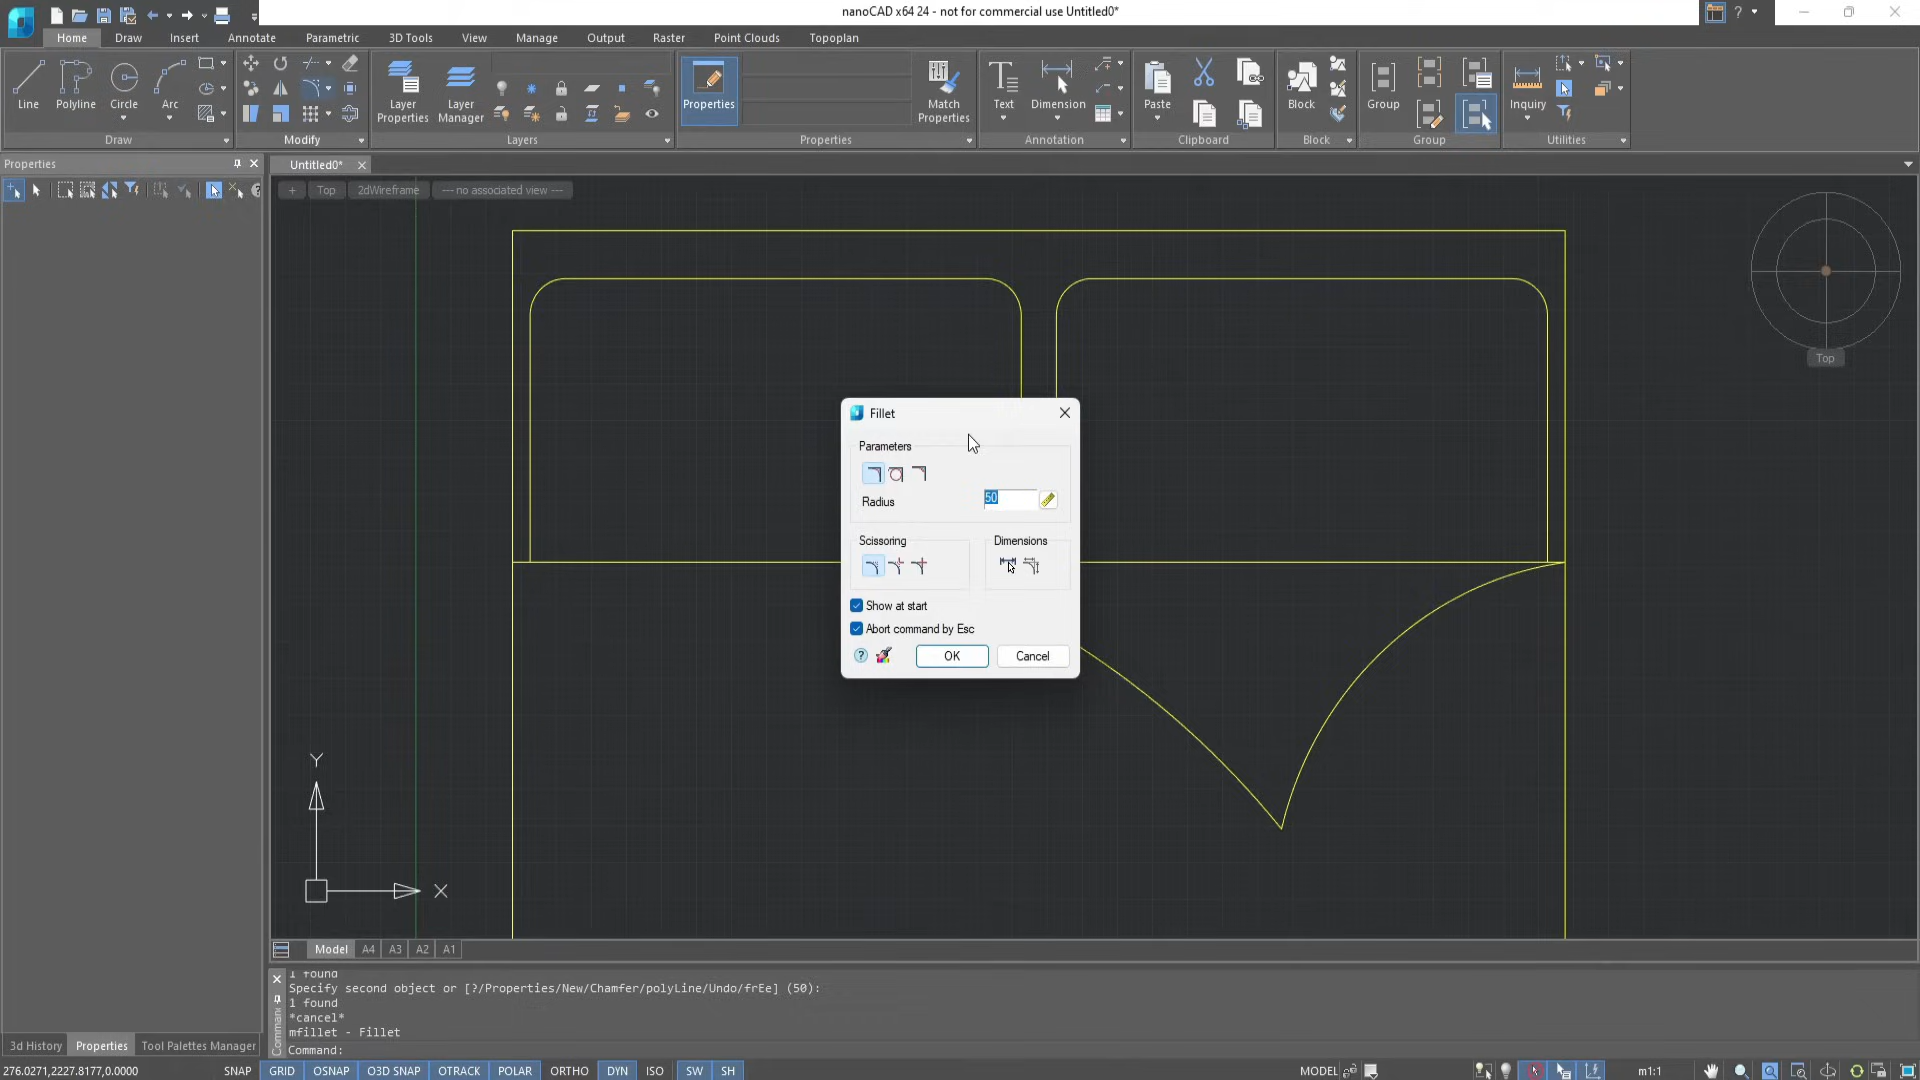 nanoCAD x64 24 - not for commercial use Untitled0*
Home Draw Insert Annotate Parametric 3D Tools View Manage Output Raster Point Clouds Topoplan
Line Polyline Circle Arc
Layer Properties
Layer Manager
Properties
Match Properties
Text Dimension
Paste
Block
Group
Inquiry
Draw Modify Layers Properties Annotation Clipboard Block Group Utilities
Properties
Untitled0*
+ Top 2dWireframe --- no associated view ---
Top
Fillet
Parameters
Radius 50
Scissoring Dimensions
Show at start
Abort command by Esc
OK Cancel
Y
X
Model A4 A3 A2 A1
1 found
Specify second object or [?/Properties/New/Chamfer/polyLine/Undo/frEe] (50):
1 found
*cancel*
mfillet - Fillet
Command:
3d History Properties Tool Palettes Manager
276.0271,2227.8177,0.0000 SNAP GRID OSNAP O3D SNAP OTRACK POLAR ORTHO DYN ISO SW SH MODEL m1:1